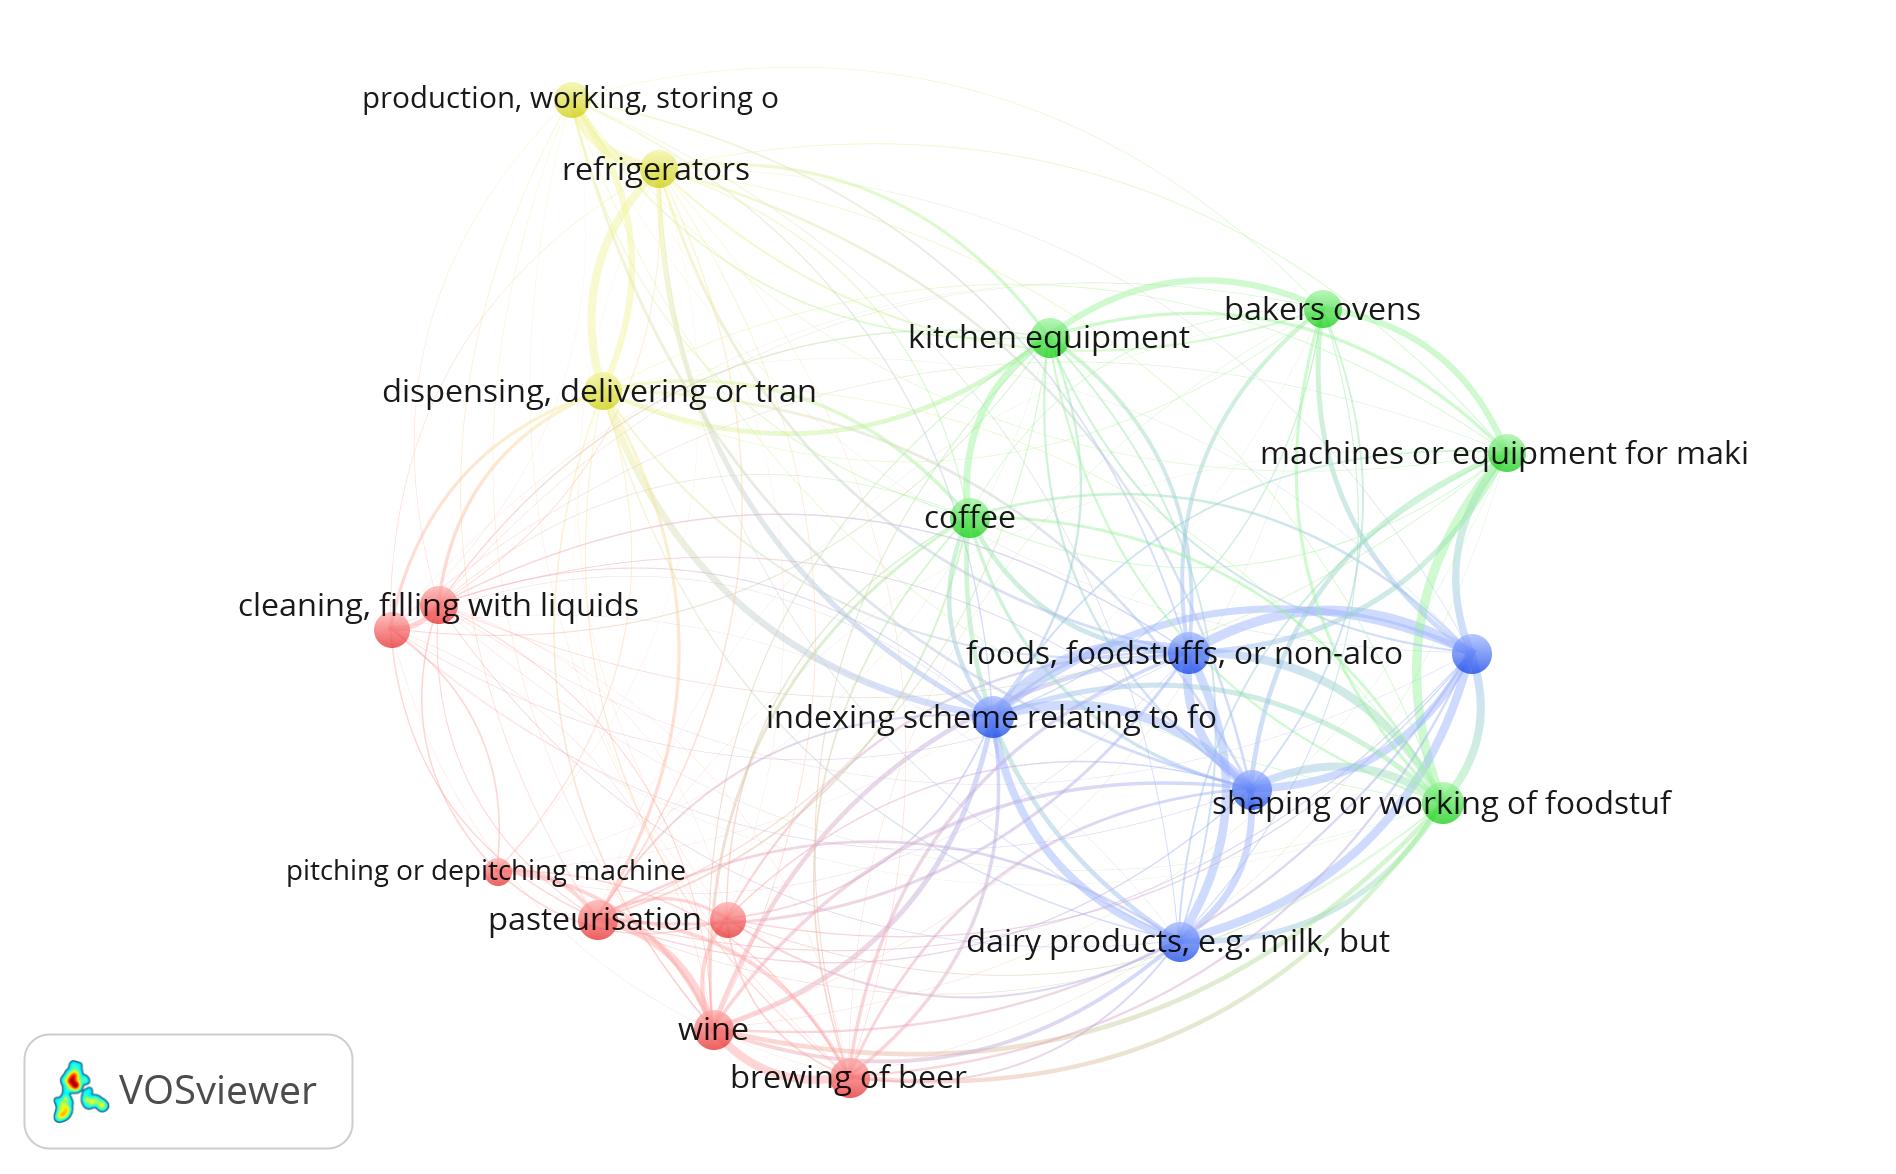 production, working, storing o
refrigerators
bakers ovens
kitchen equipment
dispensing, delivering or tran
machines or equipment for maki
coffee
cleaning, filling with liquids
foods, foodstuffs, or non-alco
indexing scheme relating to fo
shaping or working of foodstuf
pitching or depitching machine
pasteurisation
dairy products, e.g. milk, but
wine
brewing of beer
VOSviewer